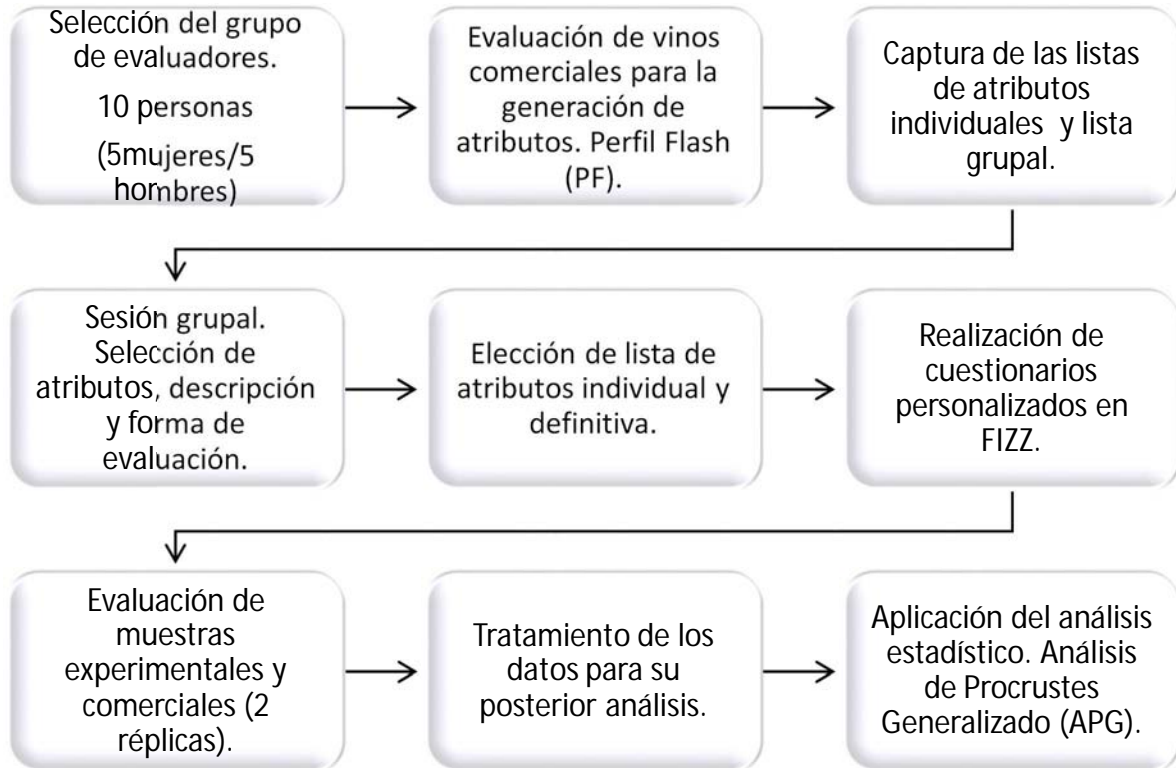 Selección del grupo
de evaluadores.
10 personas
(5mujeres/5
hombres)
Evaluación de vinos
comerciales para la
generación de
atributos. Perfil Flash
(PF).
Captura de las listas
de atributos
individuales y lista
grupal.
Sesión grupal.
Selección de
atributos, descripción
y forma de
evaluación.
Elección de lista de
atributos individual y
definitiva.
Realización de
cuestionarios
personalizados en
FIZZ.
Evaluación de
muestras
experimentales y
comerciales (2
réplicas).
Tratamiento de los
datos para su
posterior análisis.
Aplicación del análisis
estadístico. Análisis
de Procrustes
Generalizado (APG).